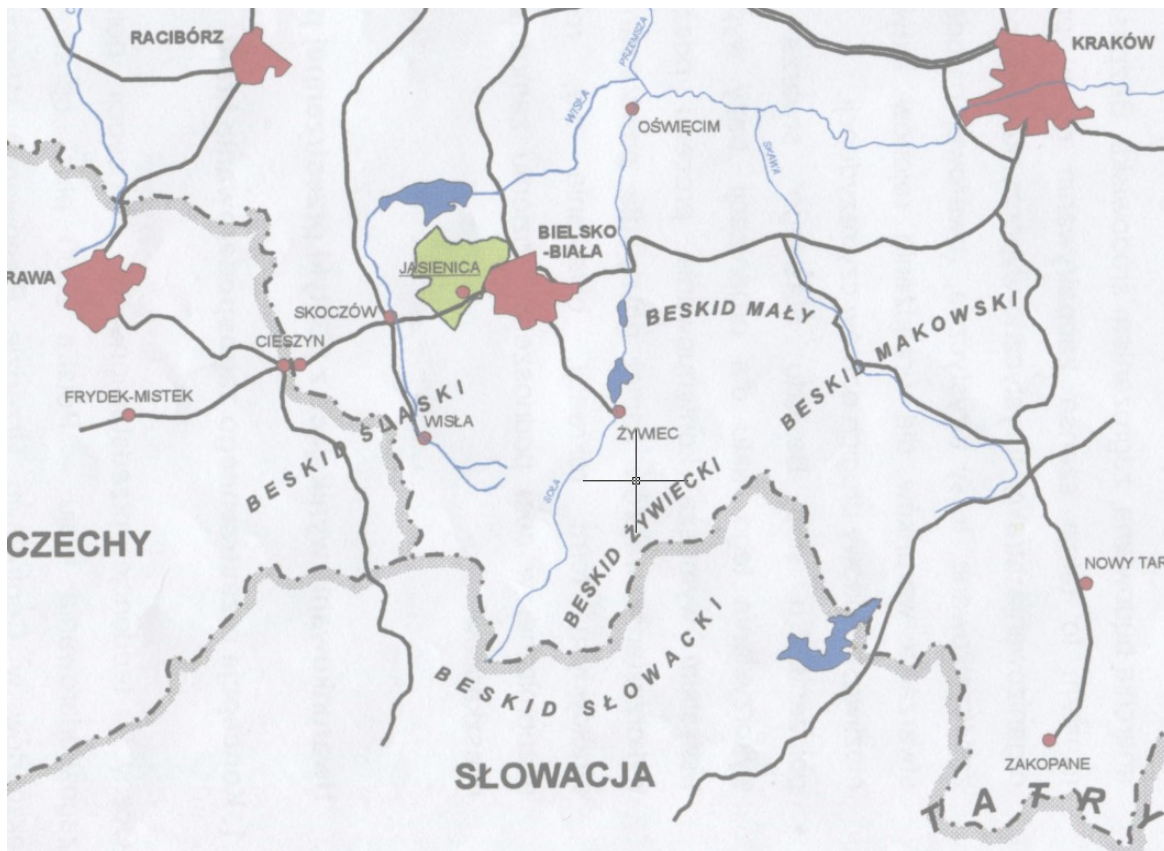 RACIBÓRZ
KRAKÓW
PRZEMSZA
WISŁA
OŚWIĘCIM
SKAWA
BIELSKO
-BIAŁA
JASIENICA
RAWA
SKOCZÓW
BESKID MAŁY
BESKID MAKOWSKI
CIESZYN
FRYDEK-MISTEK
BESKID ŚLĄSKI
WISŁA
ŻYWIEC
SOŁA
BESKID ŻYWIECKI
CZECHY
NOWY TAR
BESKID SŁOWACKI
SŁOWACJA
ZAKOPANE
TATRY